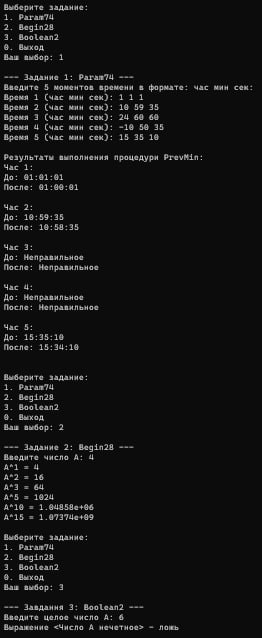 Выберите задание:
1. Param74
2. Begin28
3. Boolean2
0. Выход
Ваш выбор: 1
--- Задание 1: Param74 ---
Введите 5 моментов времени в формате: час мин сек:
Время 1 (час мин сек): 1 1 1
Время 2 (час мин сек): 10 59 35
Время 3 (час мин сек): 24 60 60
Время 4 (час мин сек): -10 50 35
Время 5 (час мин сек): 15 35 10
Результаты выполнения процедури PrevMin:
Час 1:
До: 01:01:01
После: 01:00:01
Час 2:
До: 10:59:35
После: 10:58:35
Час 3:
До: Неправильное
После: Неправильное
Час 4:
До: Неправильное
После: Неправильное
Час 5:
До: 15:35:10
После: 15:34:10
Выберите задание:
1. Param74
2. Begin28
3. Boolean2
0. Выход
Ваш выбор: 2
--- Задание 2: Begin28 ---
Введите число A: 4
A^1 = 4
A^2 = 16
A^3 = 64
A^5 = 1024
A^10 = 1.04858e+06
A^15 = 1.07374e+09
Выберите задание:
1. Param74
2. Begin28
3. Boolean2
0. Выход
Ваш выбор: 3
--- Завдання 3: Boolean2 ---
Введите целое число A: 6
Выражение <Число A нечетное> - ложь